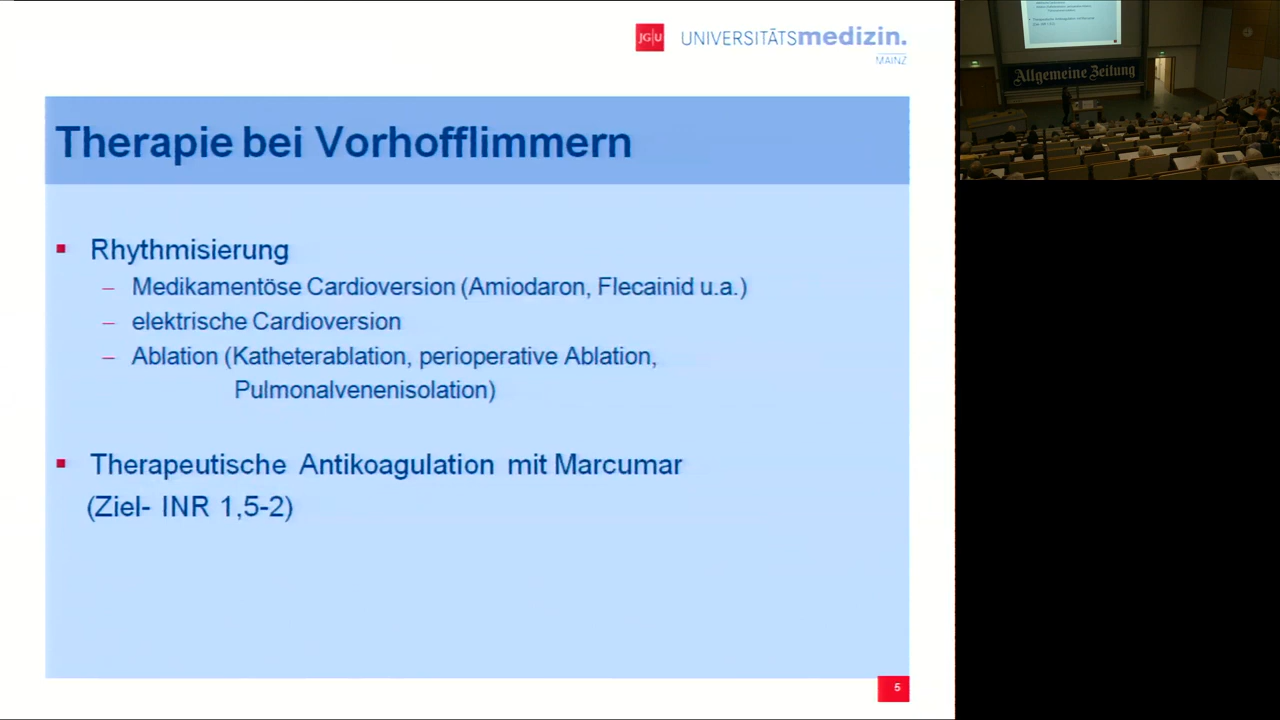 JG|U UNIVERSITÄTSmedizin.
MAINZ
Therapie bei Vorhofflimmern
Rhythmisierung
– Medikamentöse Cardioversion (Amiodaron, Flecainid u.a.)
– elektrische Cardioversion
– Ablation (Katheterablation, perioperative Ablation,
Pulmonalvenenisolation)
Therapeutische Antikoagulation mit Marcumar
(Ziel- INR 1,5-2)
5
Allgemeine Zeitung